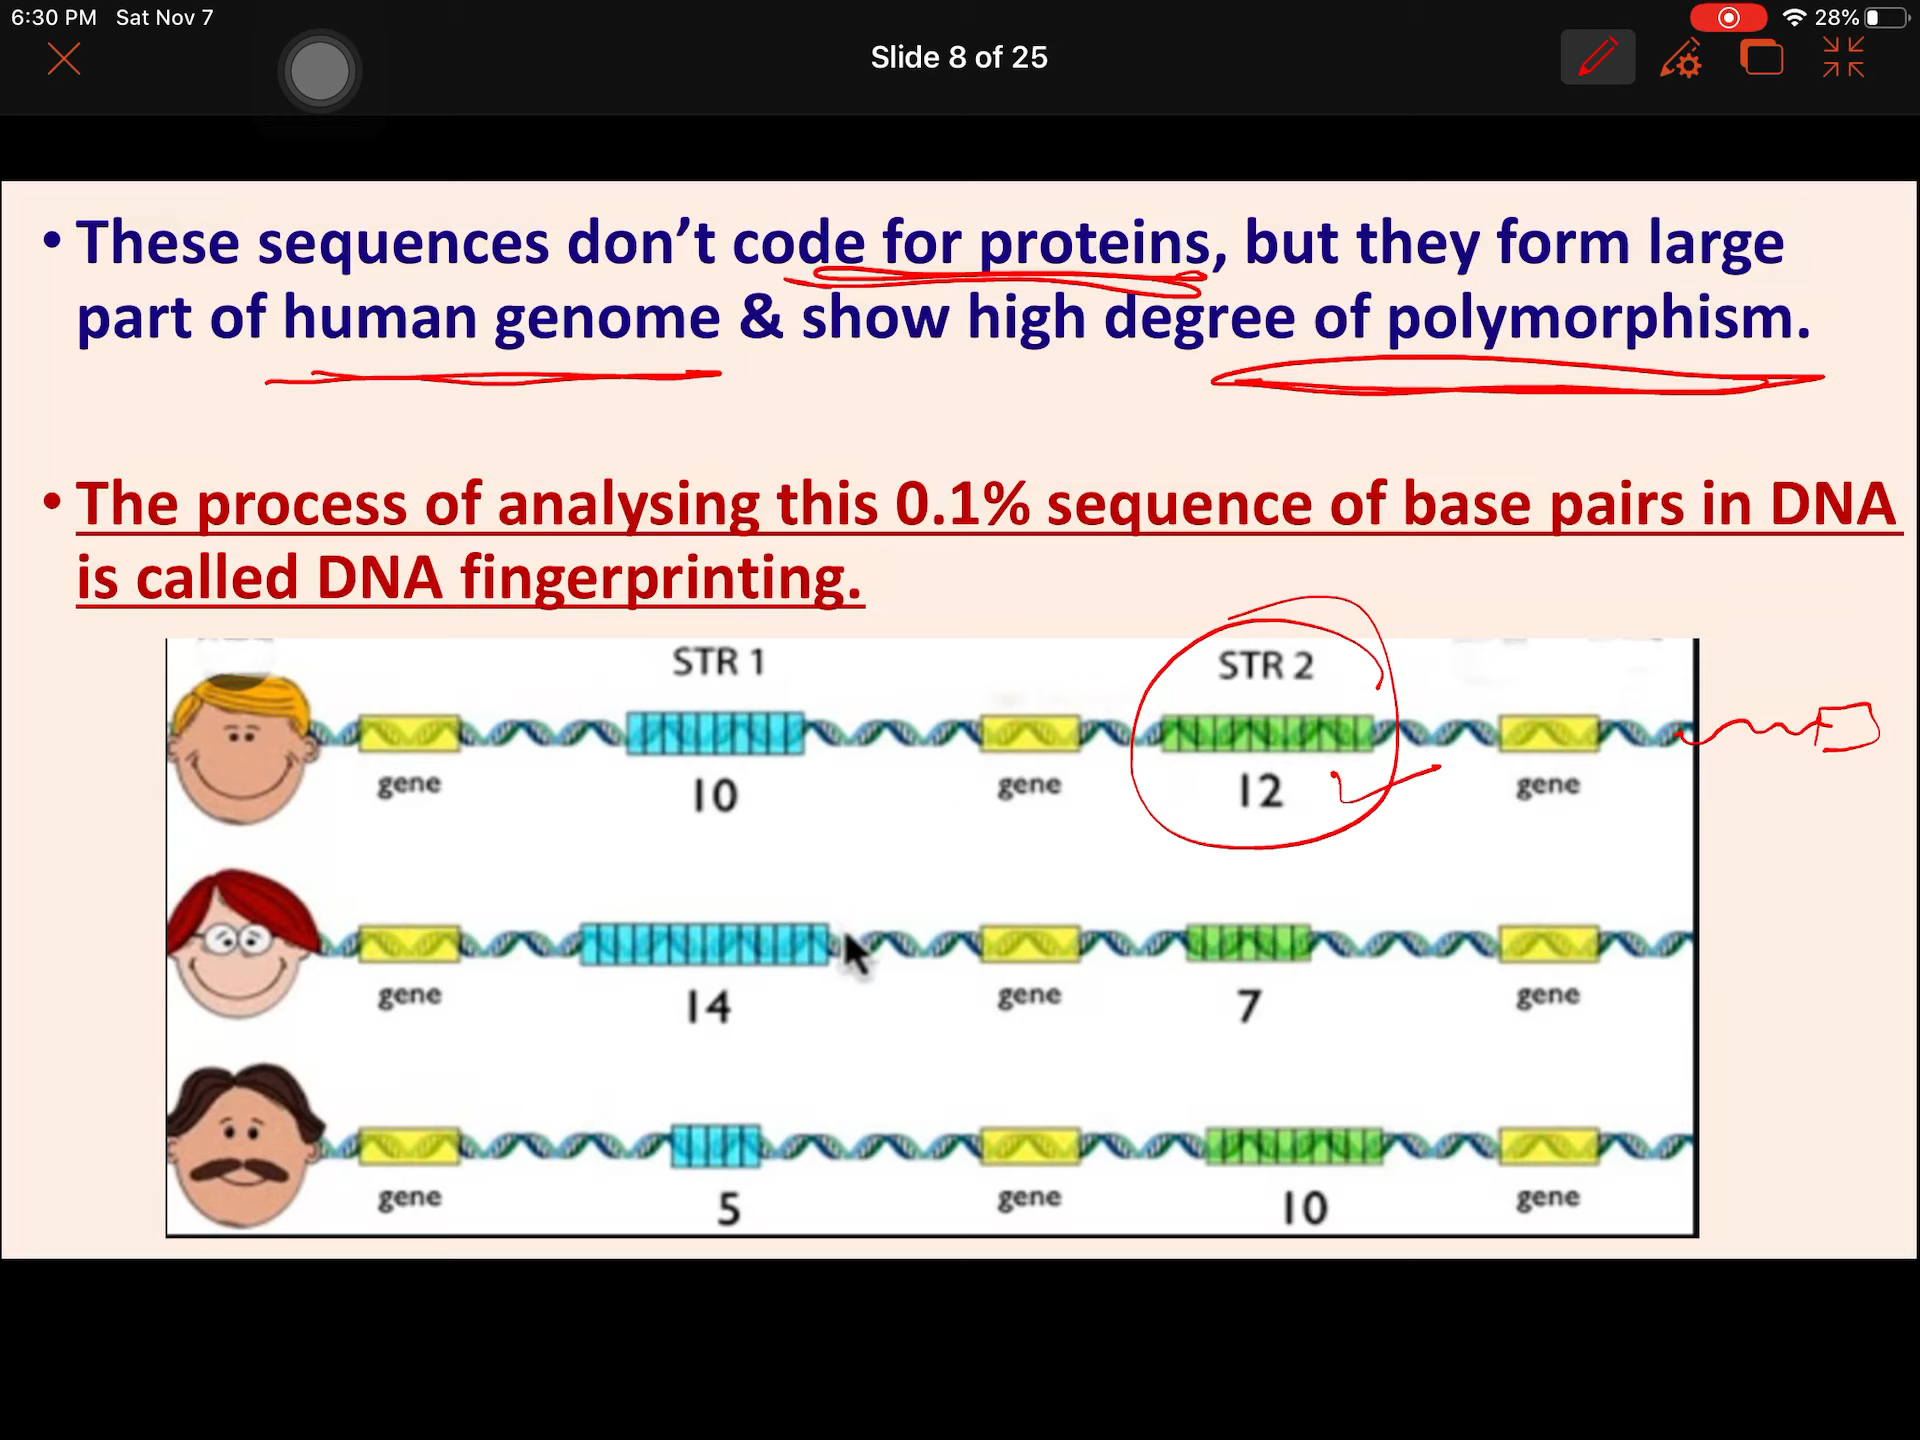 6:30 PM Sat Nov 7
28%
Slide 8 of 25
• These sequences don’t code for proteins, but they form large
part of human genome & show high degree of polymorphism.
• The process of analysing this 0.1% sequence of base pairs in DNA
is called DNA fingerprinting.
STR 1 STR 2
gene 10 gene 12 gene
gene 14 gene 7 gene
gene 5 gene 10 gene